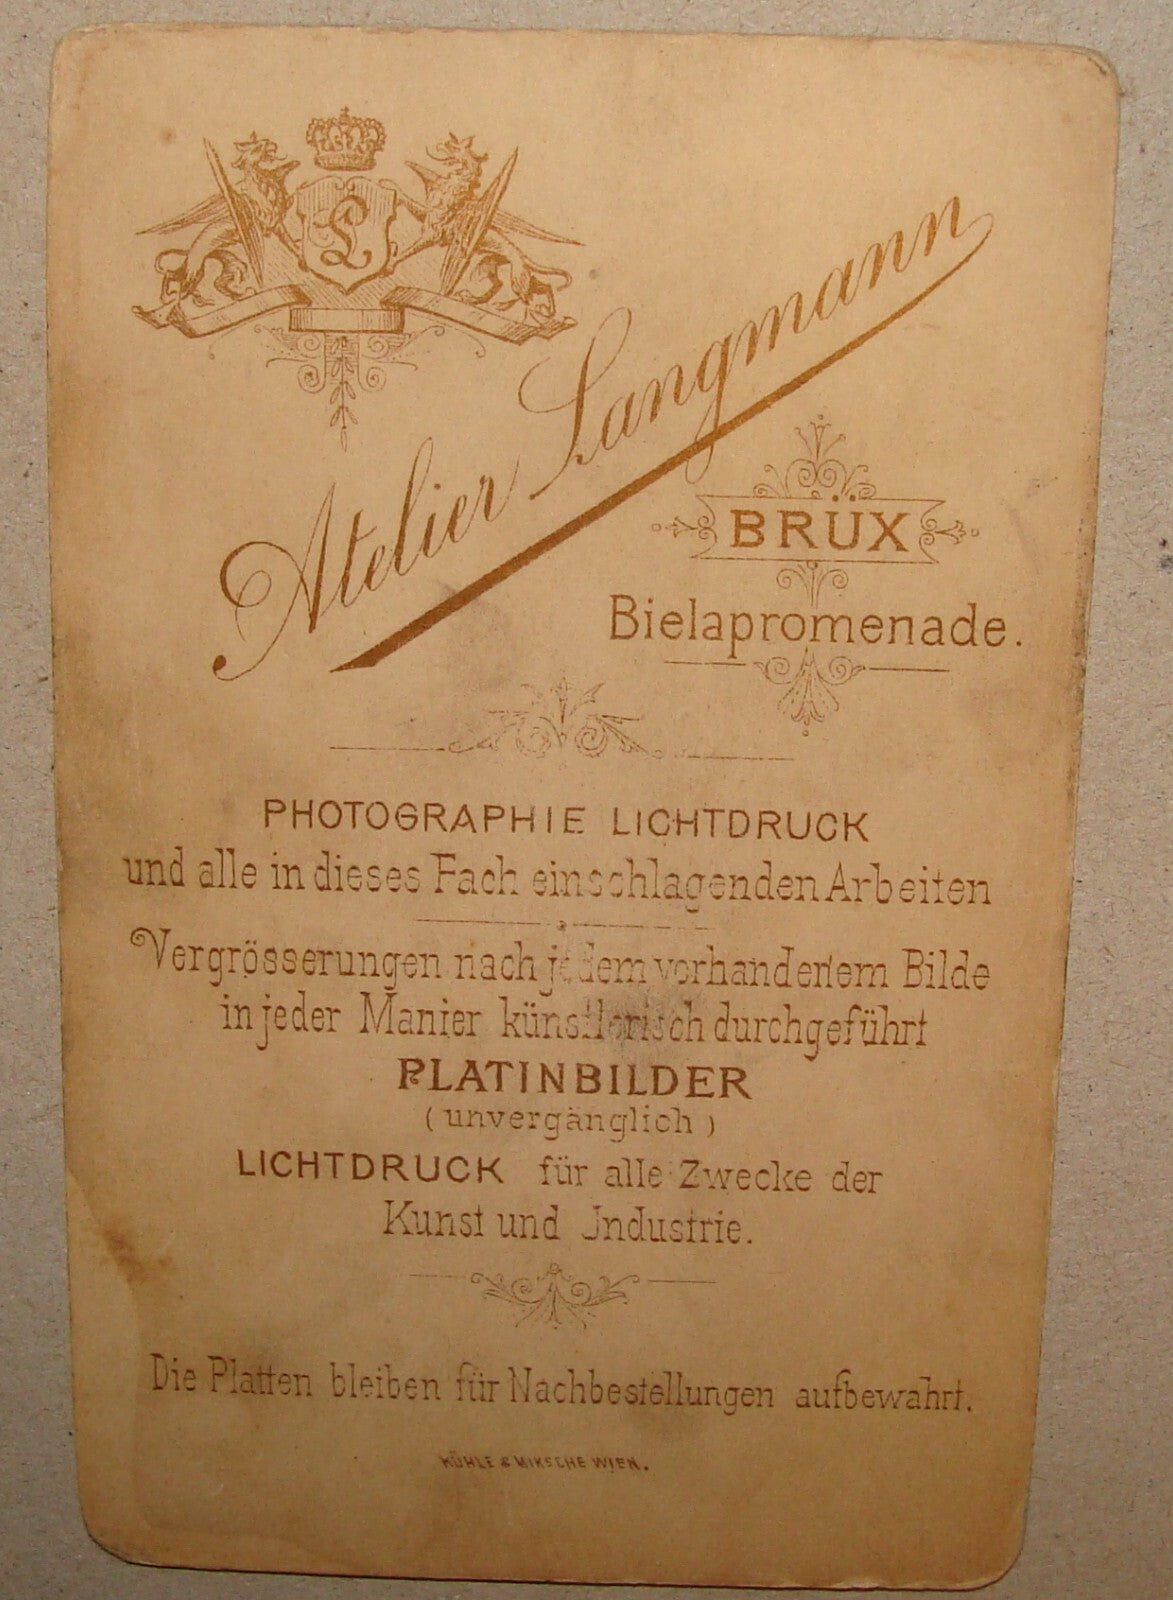 L
Atelier Langmann
BRÜX
Bielapromenade.
PHOTOGRAPHIE LICHTDRUCK
und alle in dieses Fach einschlagenden Arbeiten
Vergrösserungen nach jedem vorhandenem Bilde
in jeder Manier künstlerisch durchgeführt
PLATINBILDER
(unvergänglich)
LICHTDRUCK für alle Zwecke der
Kunst und Industrie.
Die Platten bleiben für Nachbestellungen aufbewahrt.
KÜHLE & MIKSCHE WIEN.